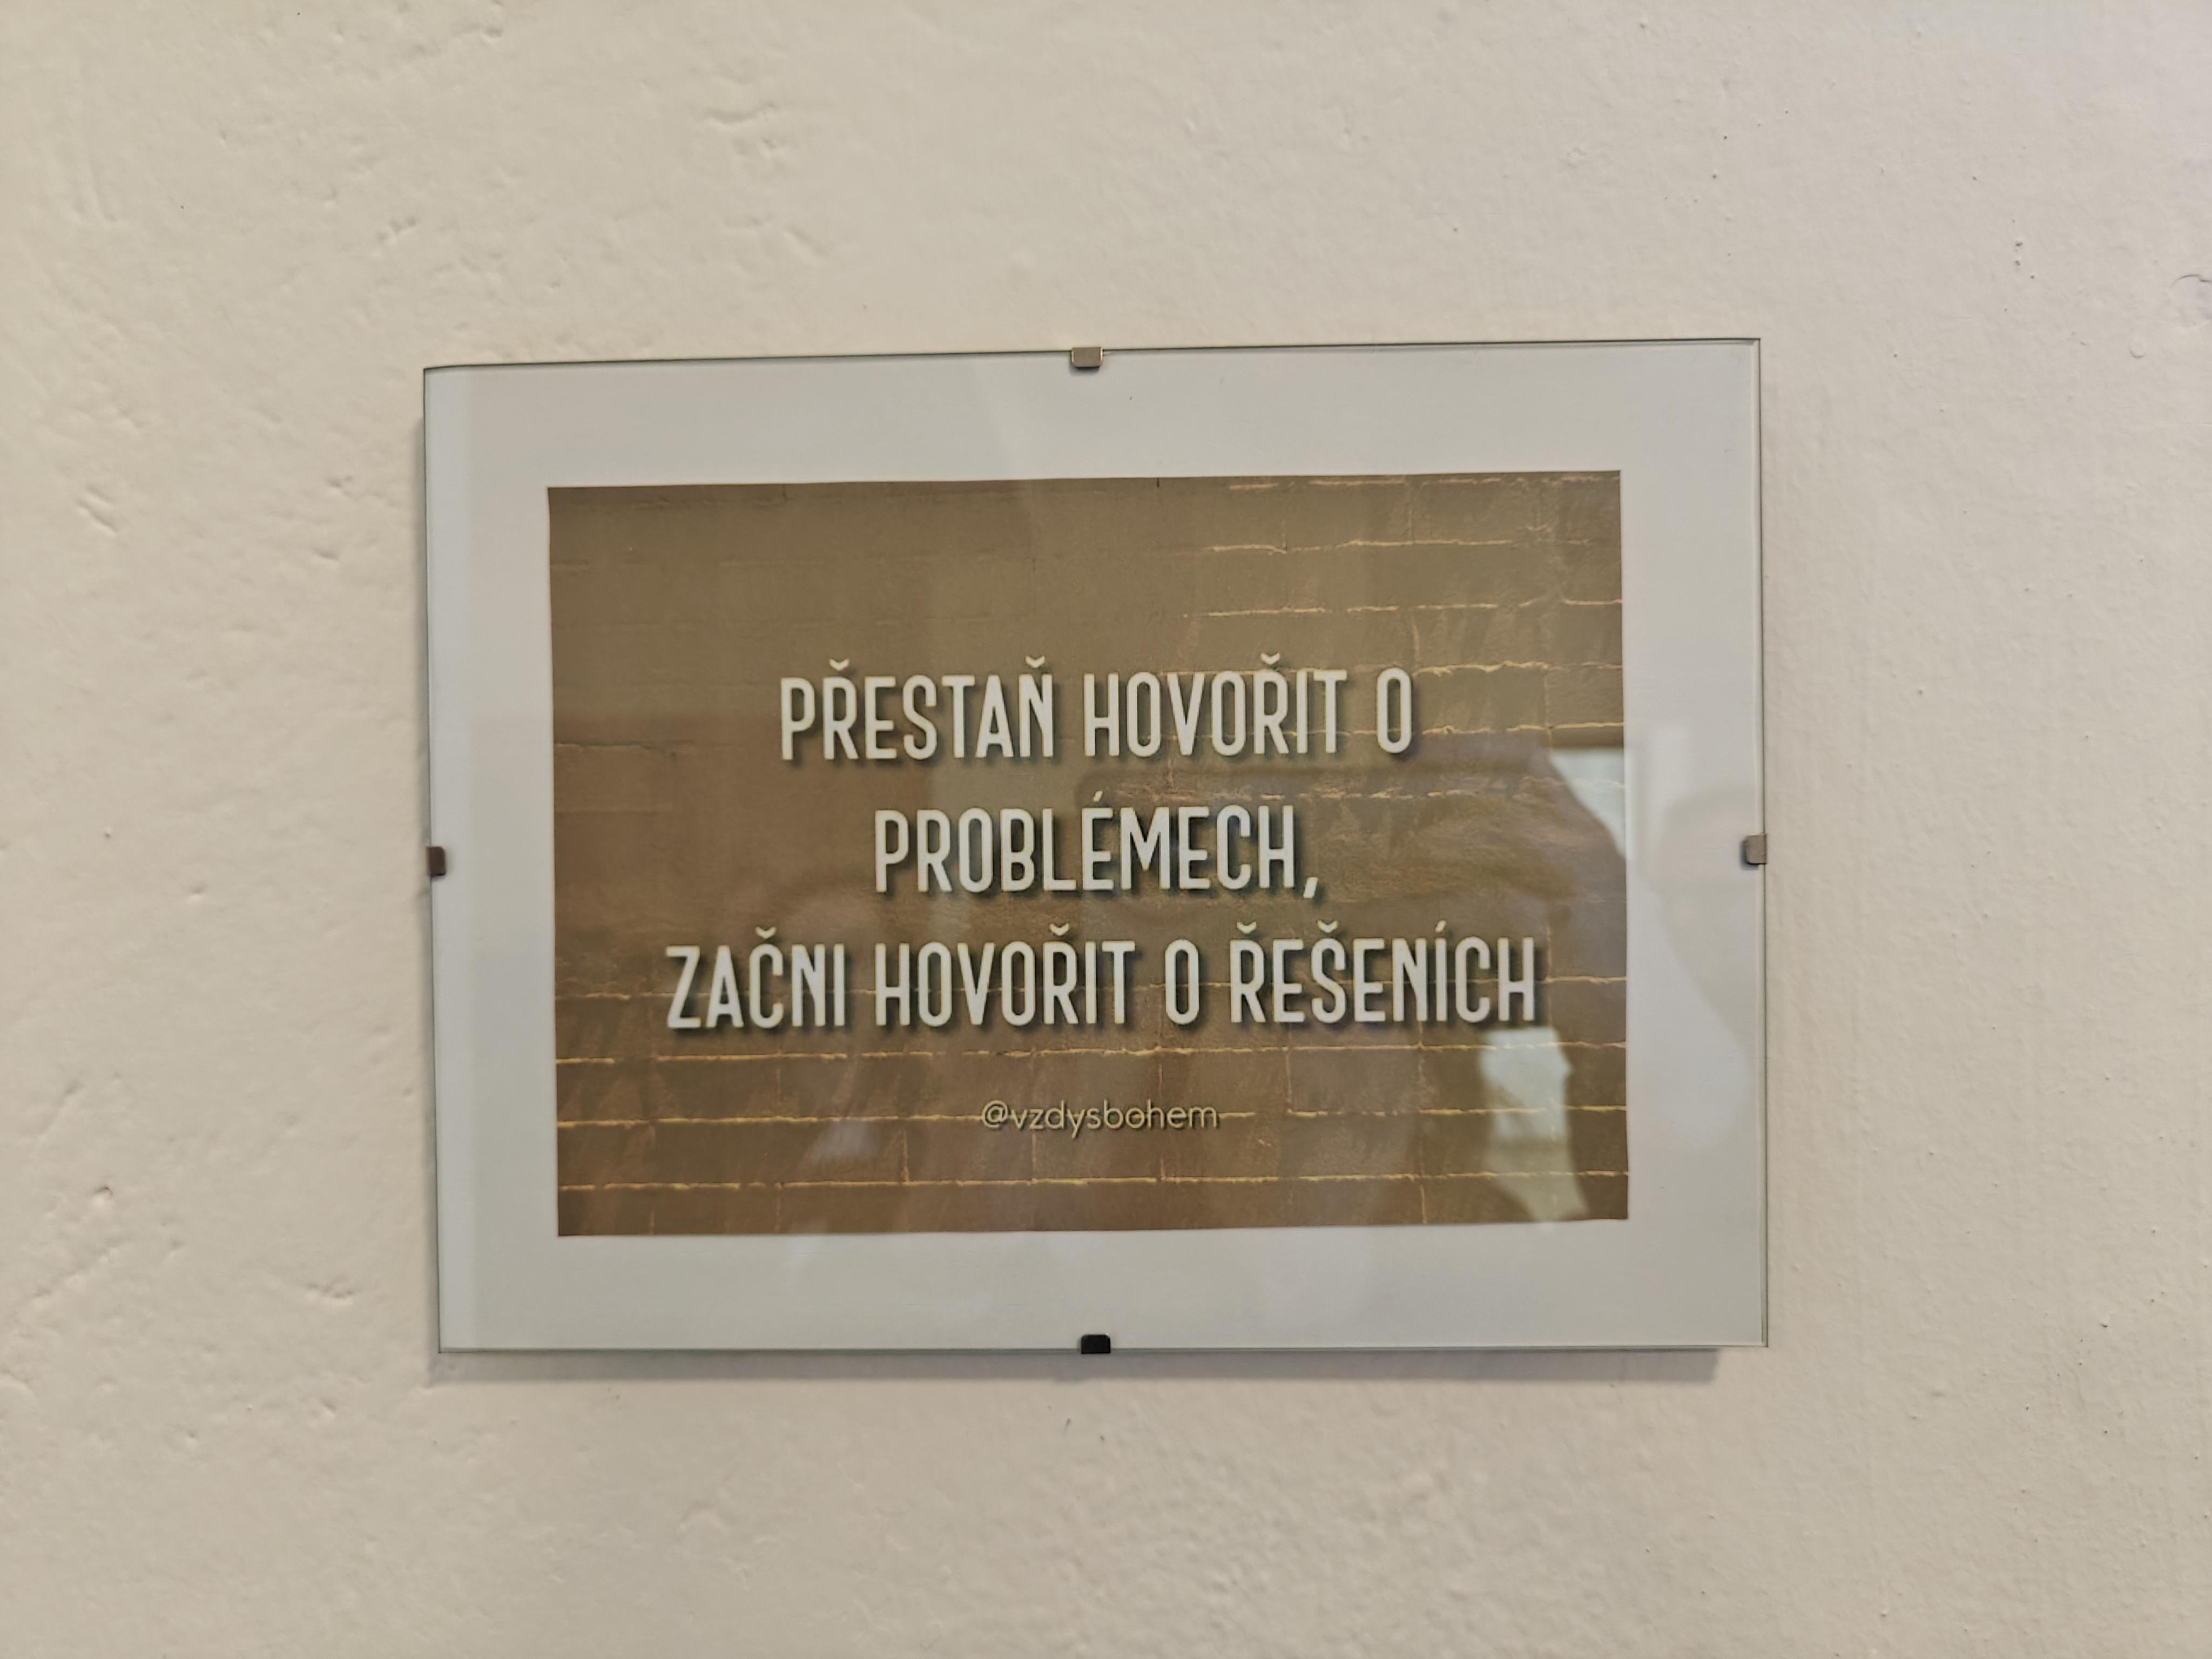 PŘESTAŇ HOVOŘIT O
PROBLÉMECH,
ZAČNI HOVOŘIT O ŘEŠENÍCH
@vzdysbohem